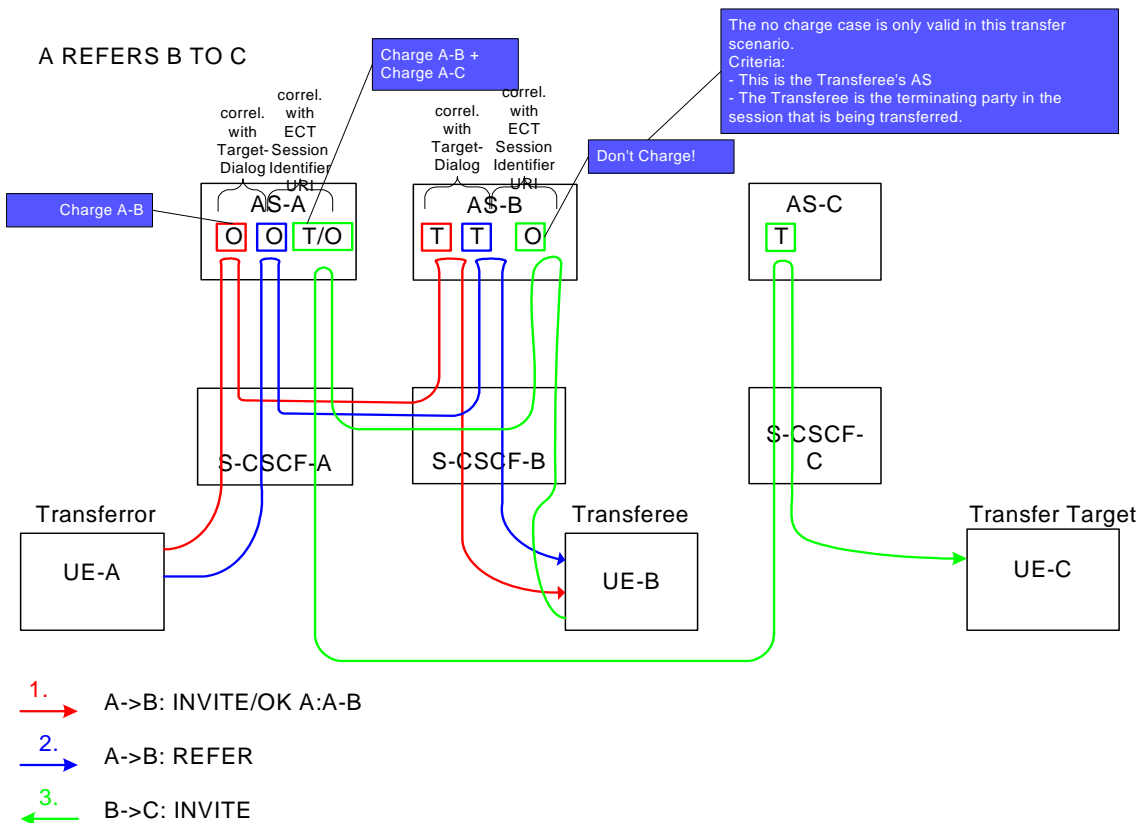 A REFERS B TO C
Charge A-B +
Charge A-C
The no charge case is only valid in this transfer
scenario.
Criteria:
- This is the Transferee's AS
- The Transferee is the terminating party in the
session that is being transferred.
correl.
with
Target-
Dialog
correl.
with
ECT
Session
Identifier
URI
correl.
with
Target-
Dialog
correl.
with
ECT
Session
Identifier
URI
Don't Charge!
Charge A-B
AS-A
O
O
T/O
AS-B
T
T
O
AS-C
T
S-CSCF-A
S-CSCF-B
S-CSCF-
C
Transferror
UE-A
Transferee
UE-B
Transfer Target
UE-C
1. A->B: INVITE/OK A:A-B
2. A->B: REFER
3. B->C: INVITE